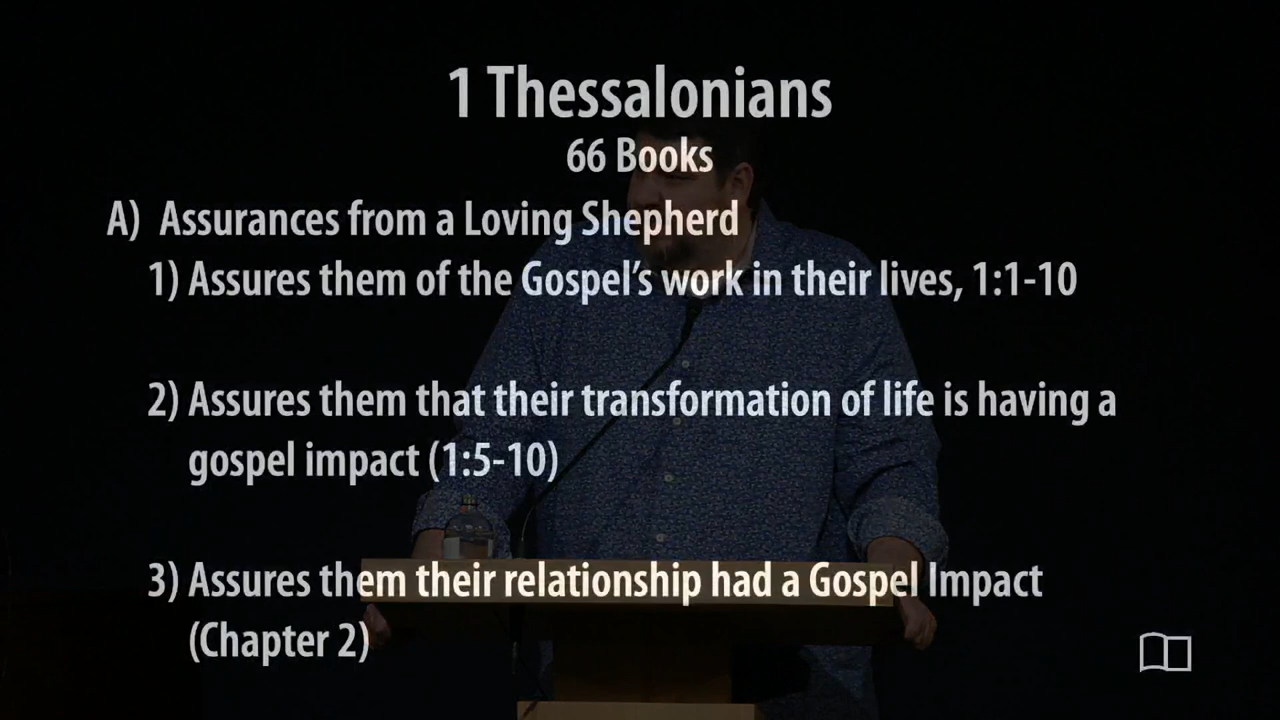 1 Thessalonians
66 Books
A) Assurances from a Loving Shepherd
1) Assures them of the Gospel’s work in their lives, 1:1-10
2) Assures them that their transformation of life is having a
gospel impact (1:5-10)
3) Assures them their relationship had a Gospel Impact
(Chapter 2)